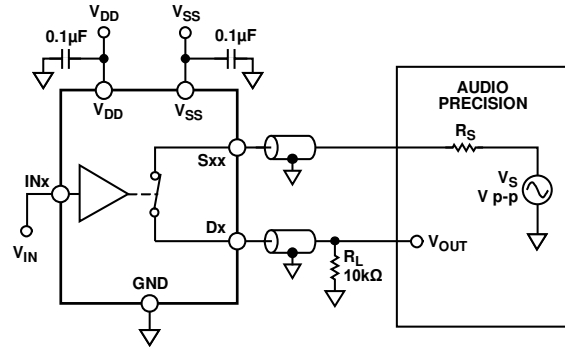 VDD
VSS
0.1µF
0.1µF
VDD
VSS
AUDIO
PRECISION
RS
Sxx
VS
V p-p
INx
VIN
Dx
VOUT
RL
10kΩ
GND